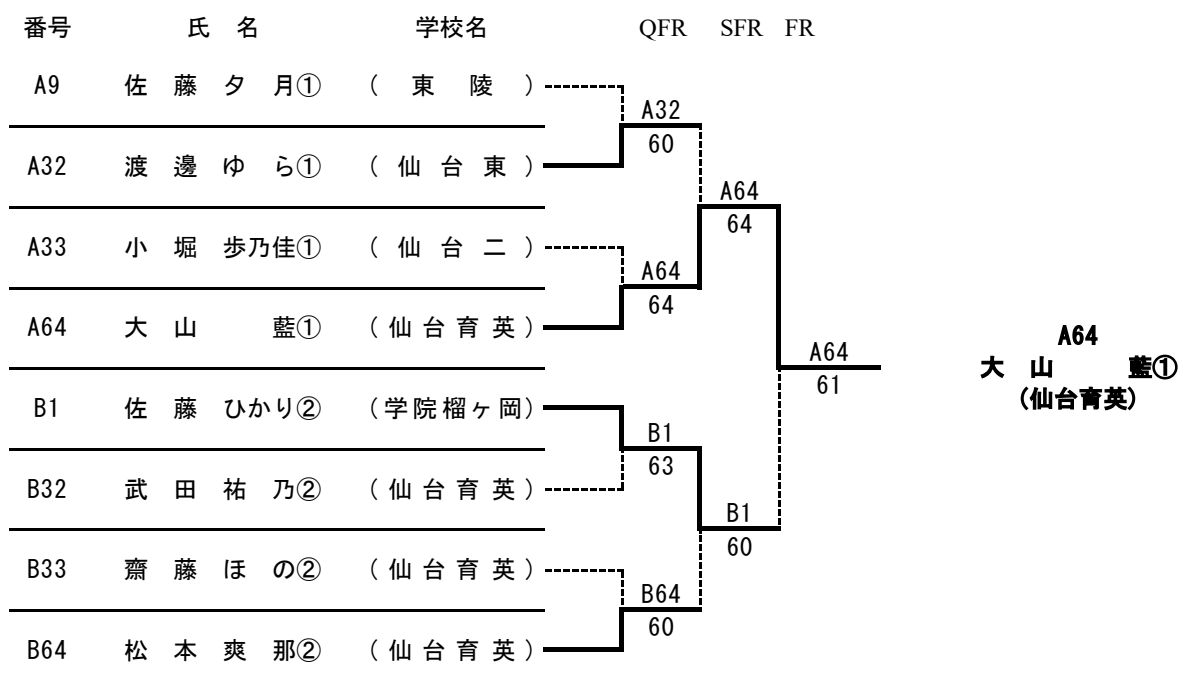 番号 氏 名 学校名 QFR SFR FR
A9 佐 藤 夕 月① ( 東 陵 )
A32
60
A32 渡 邊 ゆ ら① ( 仙 台 東 )
A64
64
A33 小 堀 歩乃佳① ( 仙 台 二 )
A64
64
A64 大 山 藍① ( 仙 台 育 英 )
A64
61
A64
大 山 藍①
(仙台育英)
B1 佐 藤 ひかり② (学院榴ヶ岡)
B1
63
B32 武 田 祐 乃② ( 仙 台 育 英 )
B1
60
B33 齋 藤 ほ の② ( 仙 台 育 英 )
B64
60
B64 松 本 爽 那② ( 仙 台 育 英 )